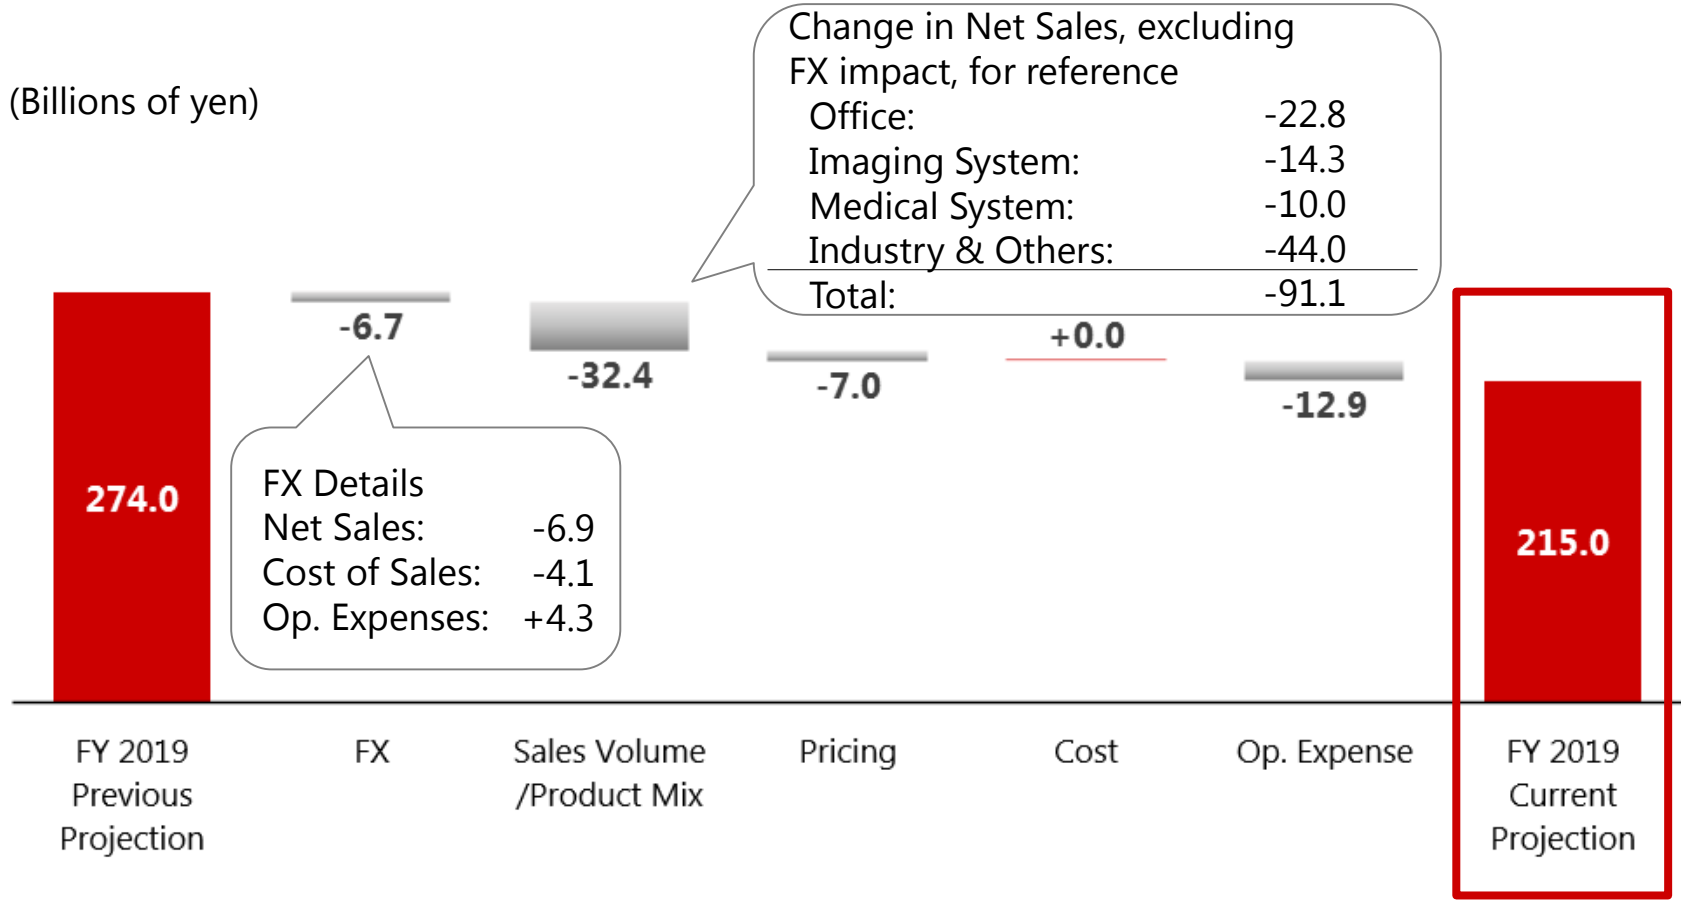 (Billions of yen)
Change in Net Sales, excluding
FX impact, for reference
Office: -22.8
Imaging System: -14.3
Medical System: -10.0
Industry & Others: -44.0
Total: -91.1
-6.7
-32.4
-7.0
+0.0
-12.9
FX Details
Net Sales: -6.9
Cost of Sales: -4.1
Op. Expenses: +4.3
274.0
215.0
FY 2019
Previous
Projection
FX
Sales Volume
/Product Mix
Pricing
Cost
Op. Expense
FY 2019
Current
Projection